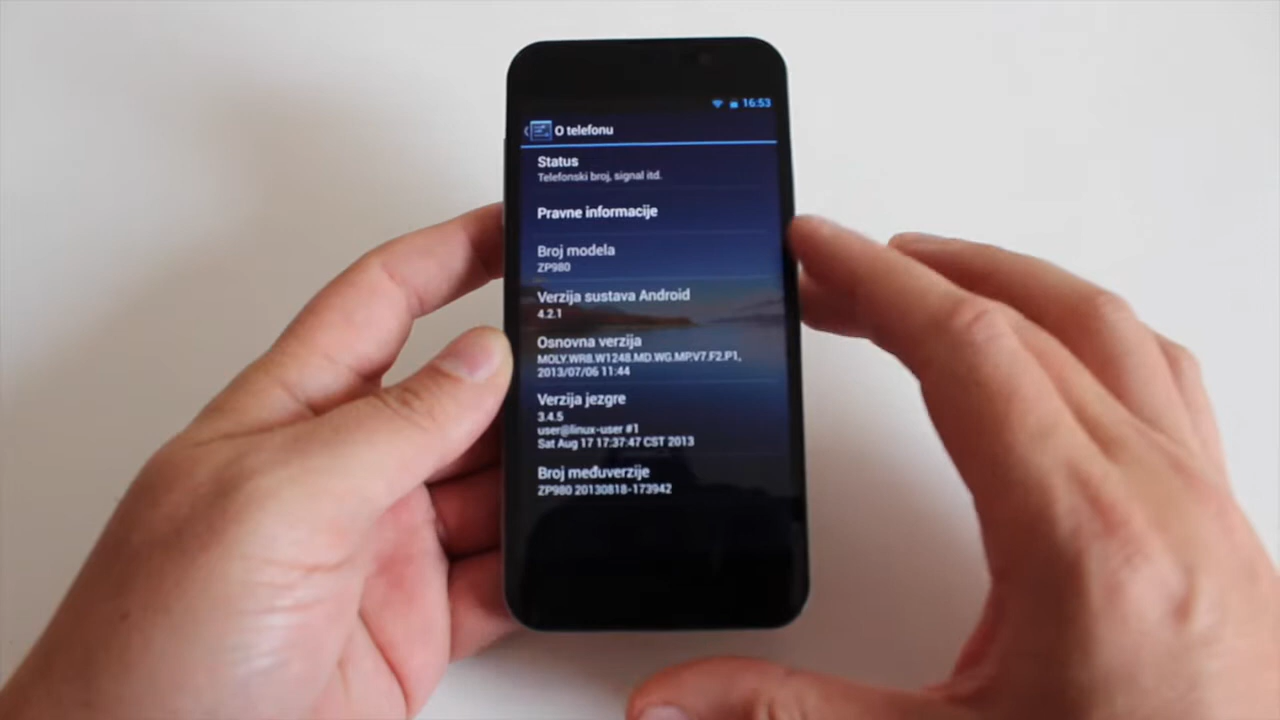 16:53
O telefonu
Status
Telefonski broj, signal itd.
Pravne informacije
Broj modela
ZP980
Verzija sustava Android
4.2.1
Osnovna verzija
MOLY.WR8.W1248.MD.WG.MP.V7.F2.P1,
2013/07/06 11:44
Verzija jezgre
3.4.5
user@linux-user #1
Sat Aug 17 17:37:47 CST 2013
Broj međuverzije
ZP980 20130818-173942